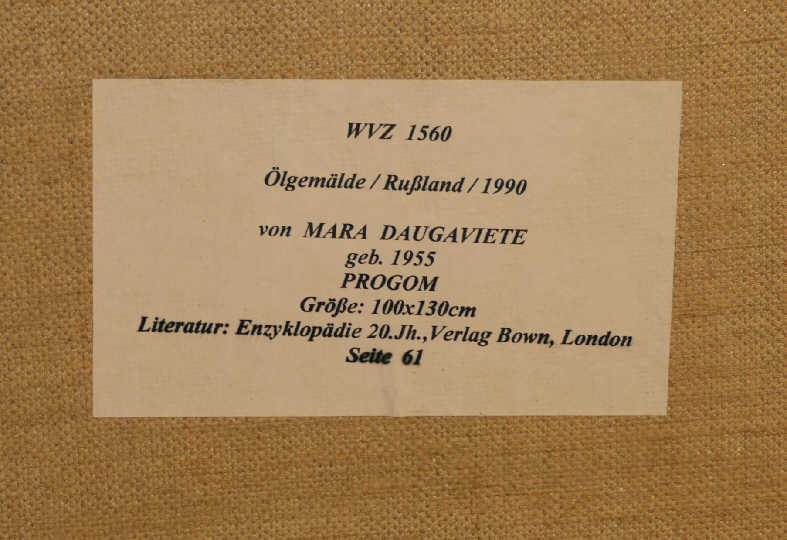 WVZ 1560
Ölgemälde / Rußland / 1990
von MARA DAUGAVIETE
geb. 1955
PROGOM
Größe: 100x130cm
Literatur: Enzyklopädie 20.Jh.,Verlag Bown, London
Seite 61